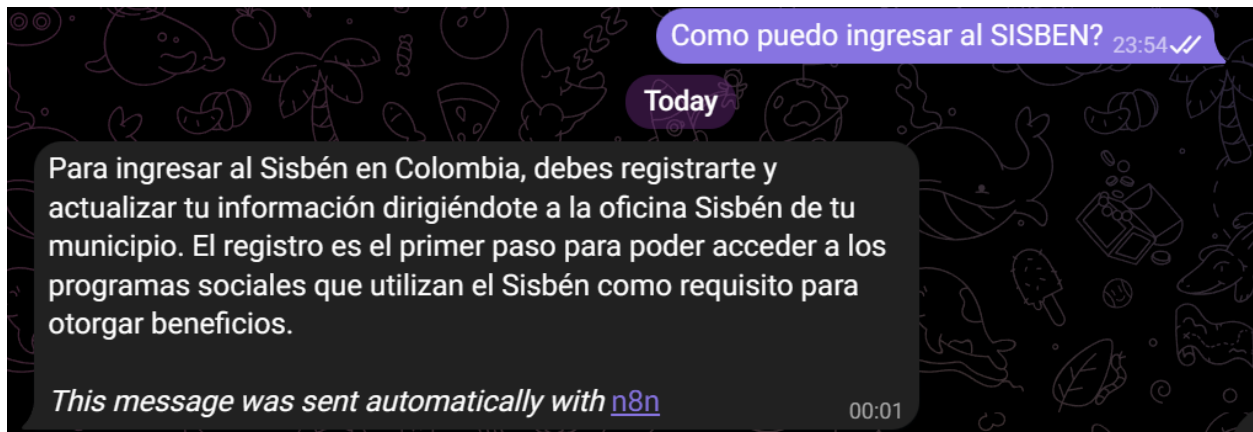 Como puedo ingresar al SISBEN? 23:54
Today
Para ingresar al Sisbén en Colombia, debes registrarte y
actualizar tu información dirigiéndote a la oficina Sisbén de tu
municipio. El registro es el primer paso para poder acceder a los
programas sociales que utilizan el Sisbén como requisito para
otorgar beneficios.
This message was sent automatically with n8n
00:01